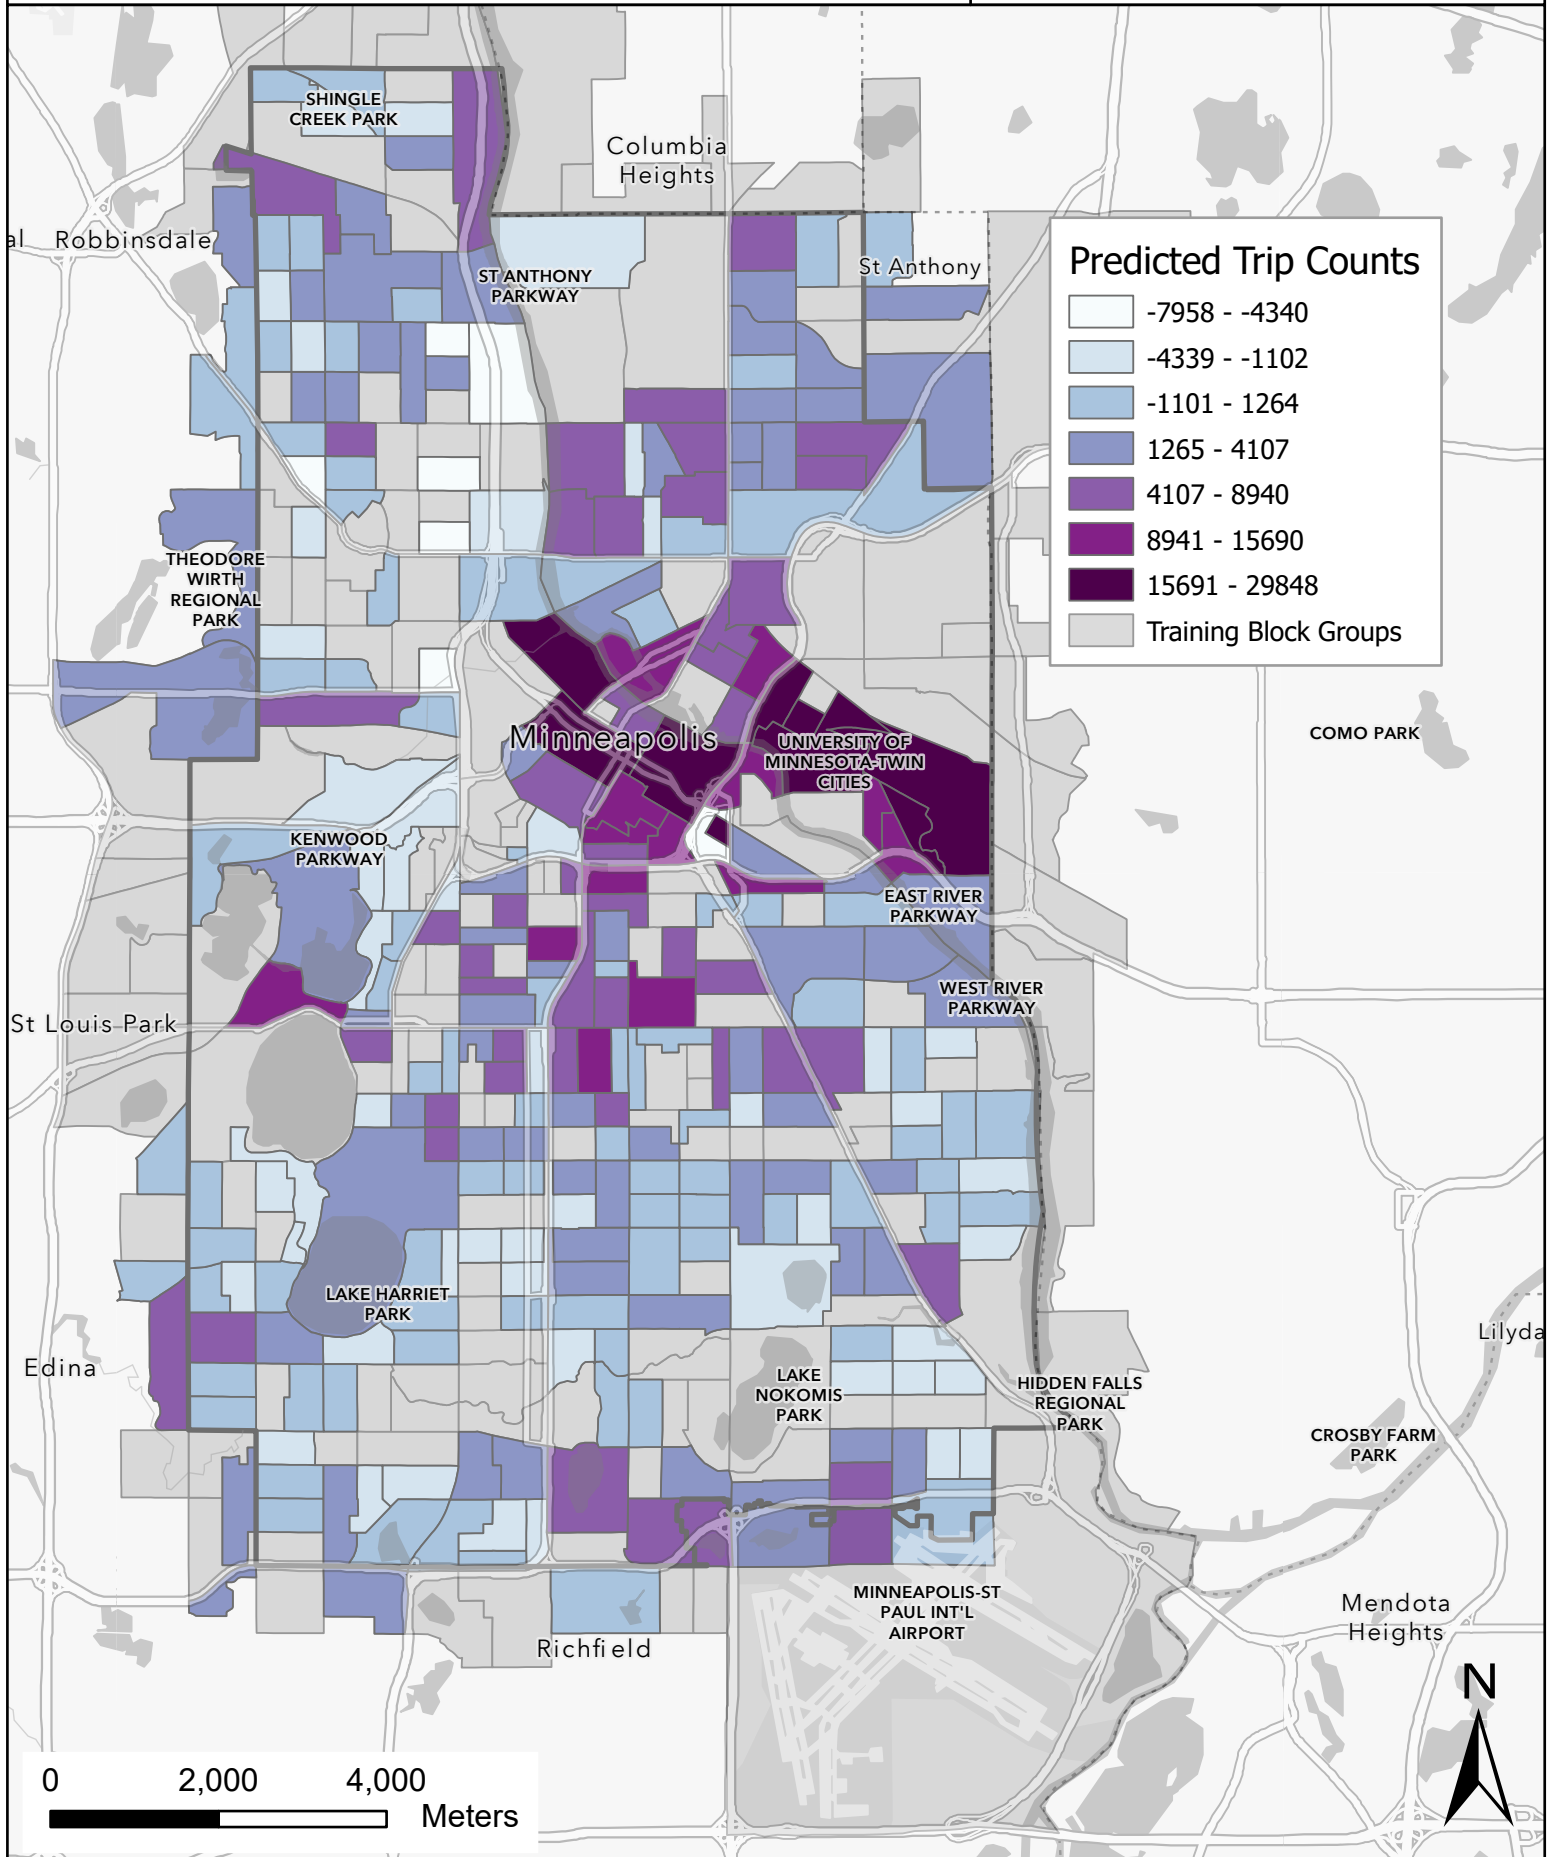 SHINGLE
CREEK PARK
Columbia
Heights
al
Robbinsdale
ST ANTHONY
PARKWAY
St Anthony
Predicted Trip Counts
-7958 - -4340
-4339 - -1102
-1101 - 1264
1265 - 4107
4107 - 8940
8941 - 15690
15691 - 29848
Training Block Groups
THEODORE
WIRTH
REGIONAL
PARK
Minneapolis
UNIVERSITY OF
MINNESOTA-TWIN
CITIES
COMO PARK
KENWOOD
PARKWAY
EAST RIVER
PARKWAY
WEST RIVER
PARKWAY
St Louis Park
LAKE HARRIET
PARK
Lilyda
Edina
LAKE
NOKOMIS
PARK
HIDDEN FALLS
REGIONAL
PARK
CROSBY FARM
PARK
MINNEAPOLIS-ST
PAUL INT'L
AIRPORT
Mendota
Heights
Richfield
N
0 2,000 4,000
Meters